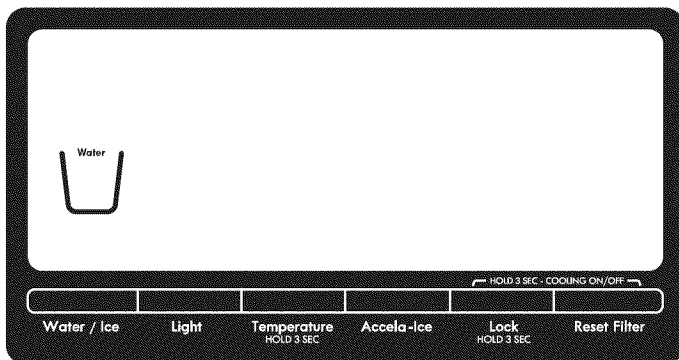 Water
HOLD 3 SEC - COOLING ON/OFF
Water / Ice Light Temperature Accela-Ice Lock Reset Filter
HOLD 3 SEC HOLD 3 SEC